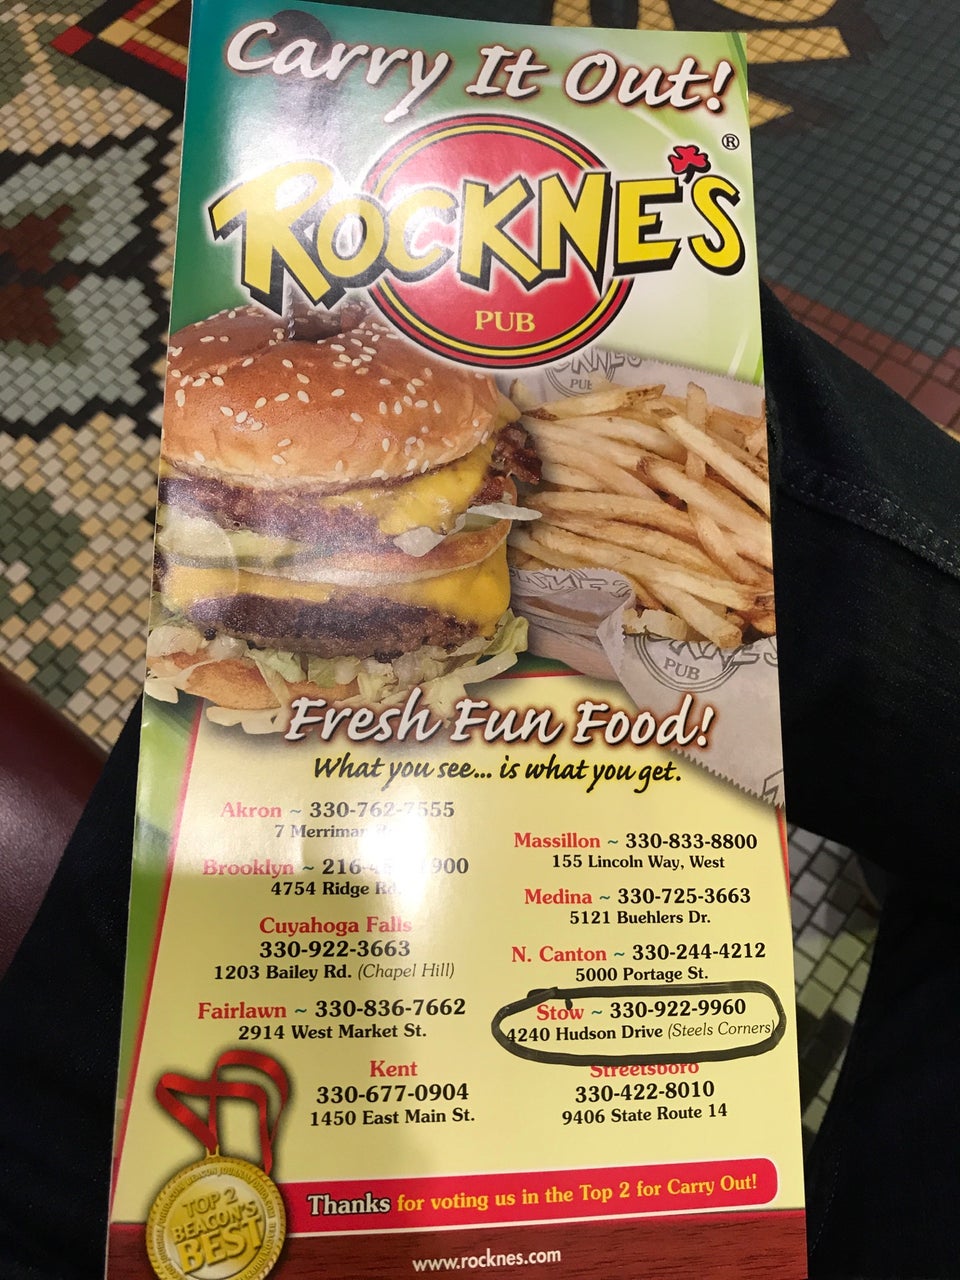 Carry It Out!
ROCKNE'S
®
PUB
PUB
PUB
Fresh Fun Food!
What you see... is what you get.
Akron ~ 330-762-7555
7 Merriman
Brooklyn ~ 216- 900
4754 Ridge Rd.
Cuyahoga Falls
330-922-3663
1203 Bailey Rd. (Chapel Hill)
Fairlawn ~ 330-836-7662
2914 West Market St.
Kent
330-677-0904
1450 East Main St.
Massillon ~ 330-833-8800
155 Lincoln Way, West
Medina ~ 330-725-3663
5121 Buehlers Dr.
N. Canton ~ 330-244-4212
5000 Portage St.
Stow ~ 330-922-9960
4240 Hudson Drive (Steels Corners)
Streetsboro
330-422-8010
9406 State Route 14
TOP 2
BEACON'S
BEST
Thanks for voting us in the Top 2 for Carry Out!
www.rocknes.com